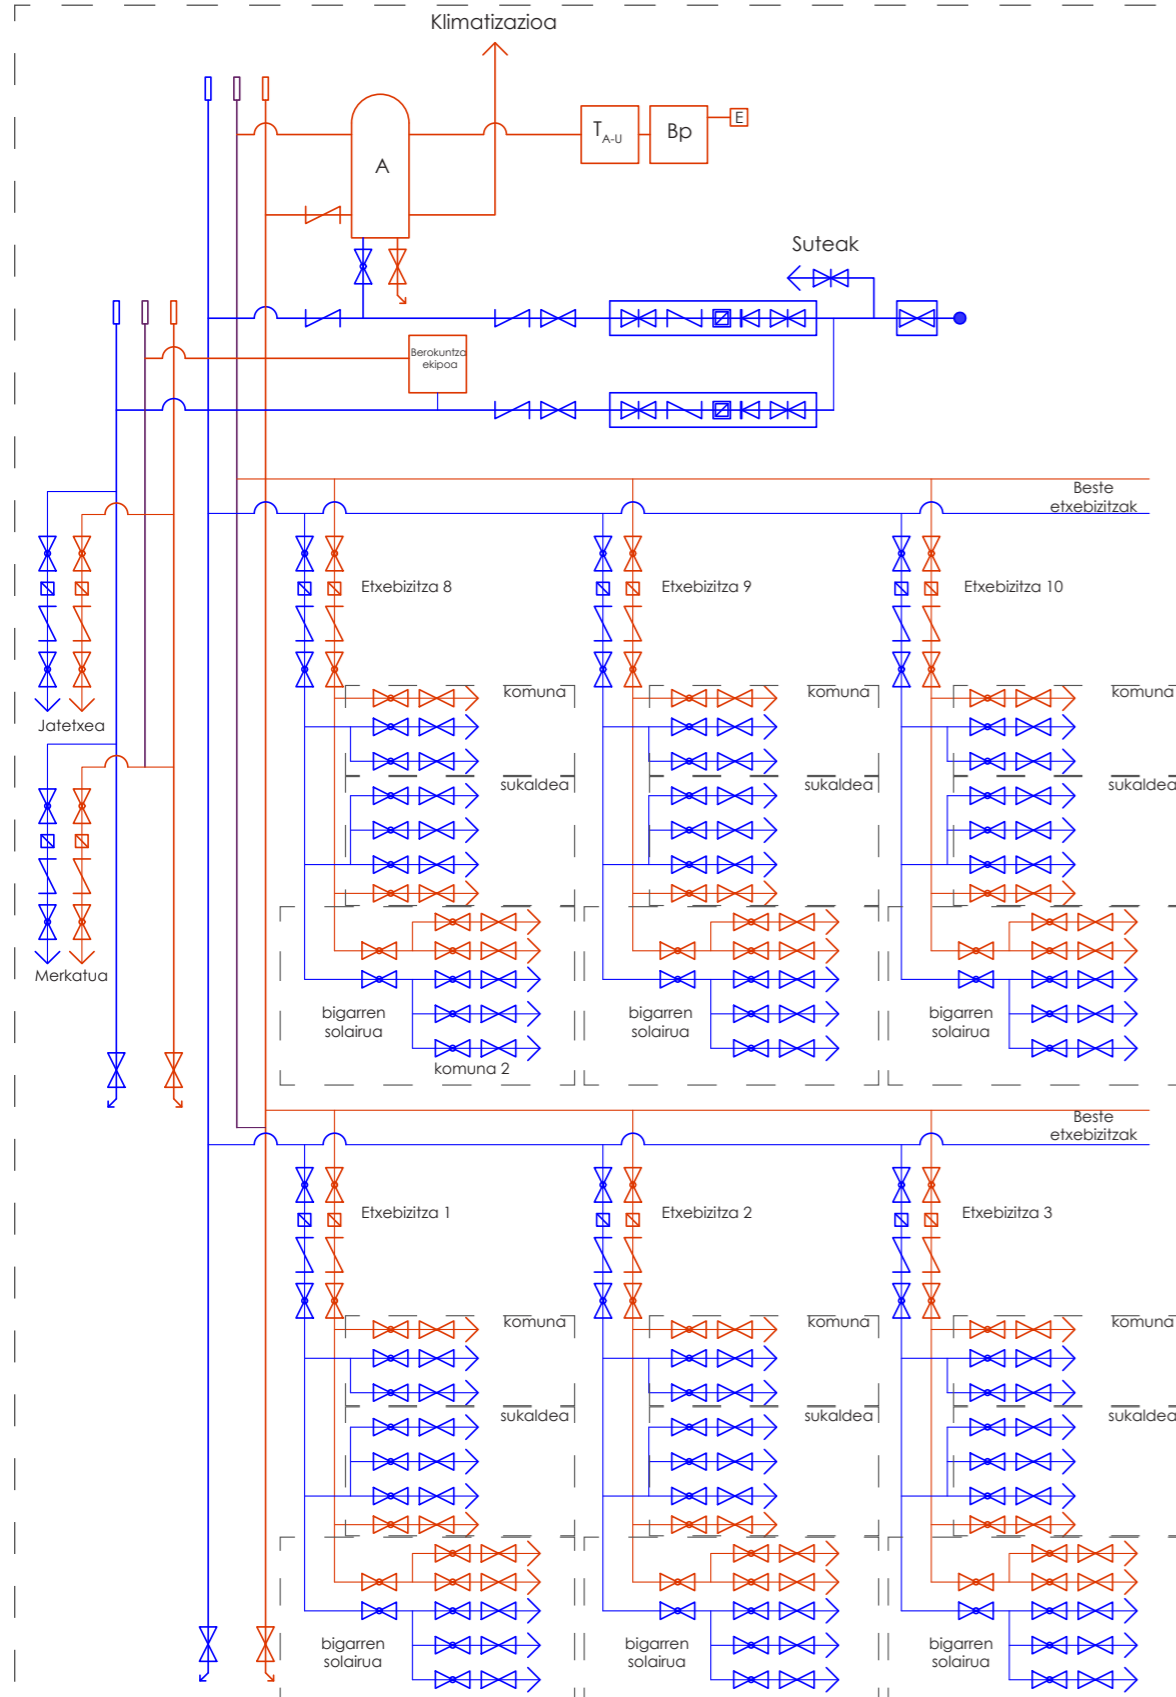 Klimatizazioa
A
T_A-U
Bp
E
Suteak
Berokuntza
ekipoa
Beste
etxebizitzak
Etxebizitza 8
Etxebizitza 9
Etxebizitza 10
komuna
komuna
komuna
Jatetxea
sukaldea
sukaldea
sukaldea
Merkatua
bigarren
solairua
bigarren
solairua
bigarren
solairua
komuna 2
Beste
etxebizitzak
Etxebizitza 1
Etxebizitza 2
Etxebizitza 3
komuna
komuna
komuna
sukaldea
sukaldea
sukaldea
bigarren
solairua
bigarren
solairua
bigarren
solairua